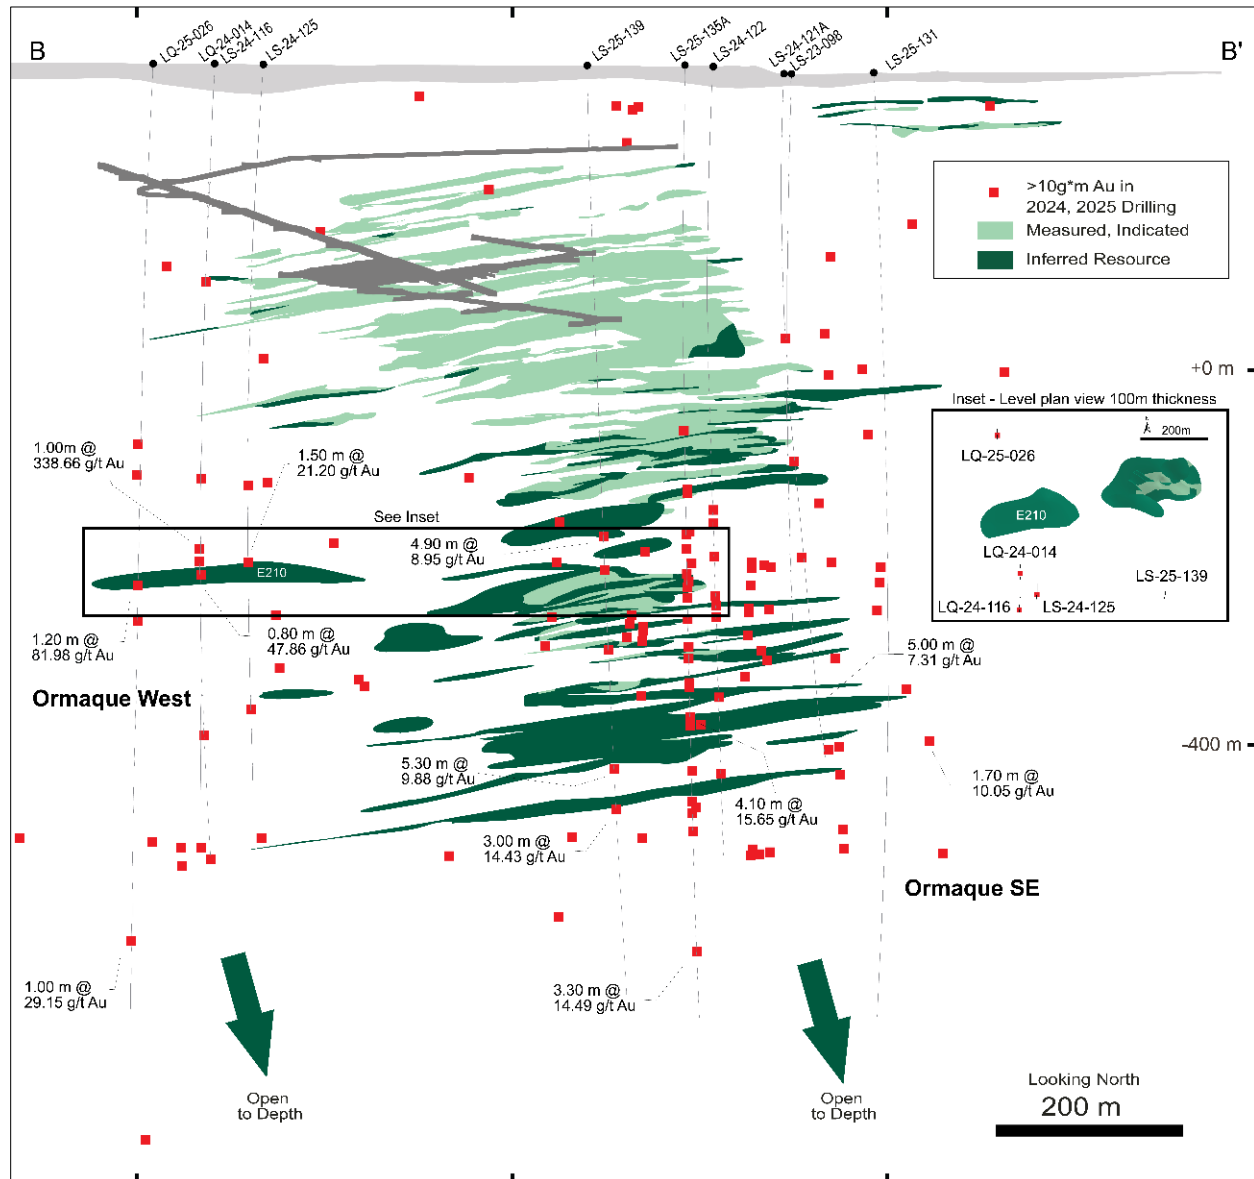 B
B'
LQ-25-026
LQ-24-014
LS-24-116
LS-24-125
LS-25-139
LS-25-135A
LS-24-122
LS-24-121A
LS-23-098
LS-25-131
>10g*m Au in
2024, 2025 Drilling
Measured, Indicated
Inferred Resource
+0 m
Inset - Level plan view 100m thickness
200m
LQ-25-026
E210
LQ-24-014
LS-25-139
LQ-24-116
LS-24-125
1.00m @
338.66 g/t Au
1.50 m @
21.20 g/t Au
See Inset
4.90 m @
8.95 g/t Au
E210
1.20 m @
81.98 g/t Au
0.80 m @
47.86 g/t Au
5.00 m @
7.31 g/t Au
Ormaque West
-400 m
5.30 m @
9.88 g/t Au
1.70 m @
10.05 g/t Au
4.10 m @
15.65 g/t Au
3.00 m @
14.43 g/t Au
Ormaque SE
1.00 m @
29.15 g/t Au
3.30 m @
14.49 g/t Au
Open
to Depth
Open
to Depth
Looking North
200 m